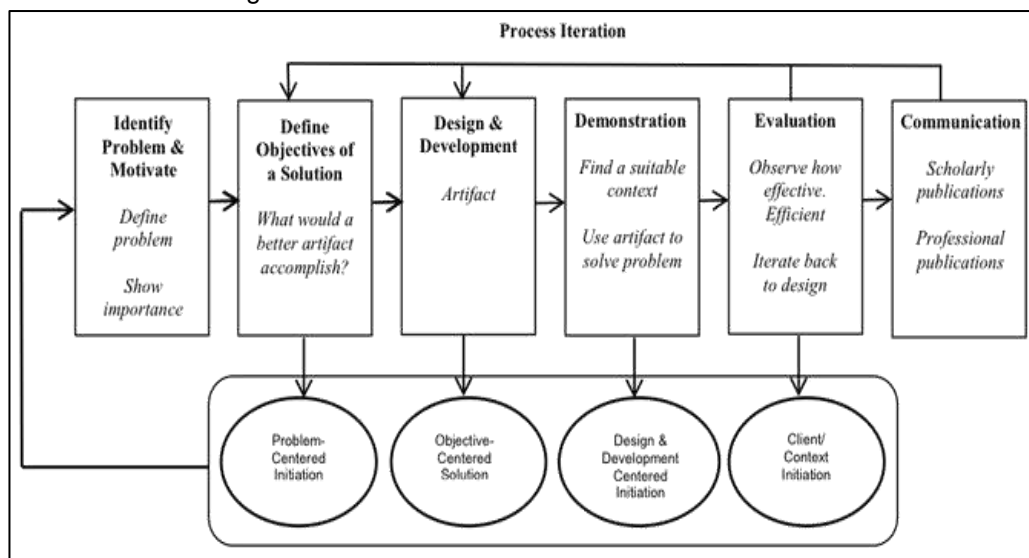 Process Iteration
Identify
Problem &
Motivate
Define
problem
Show
importance
Define
Objectives of
a Solution
What would a
better artifact
accomplish?
Design &
Development
Artifact
Demonstration
Find a suitable
context
Use artifact to
solve problem
Evaluation
Observe how
effective.
Efficient
Iterate back
to design
Communication
Scholarly
publications
Professional
publications
Problem-
Centered
Initiation
Objective-
Centered
Solution
Design &
Development
Centered
Initiation
Client/
Context
Initiation